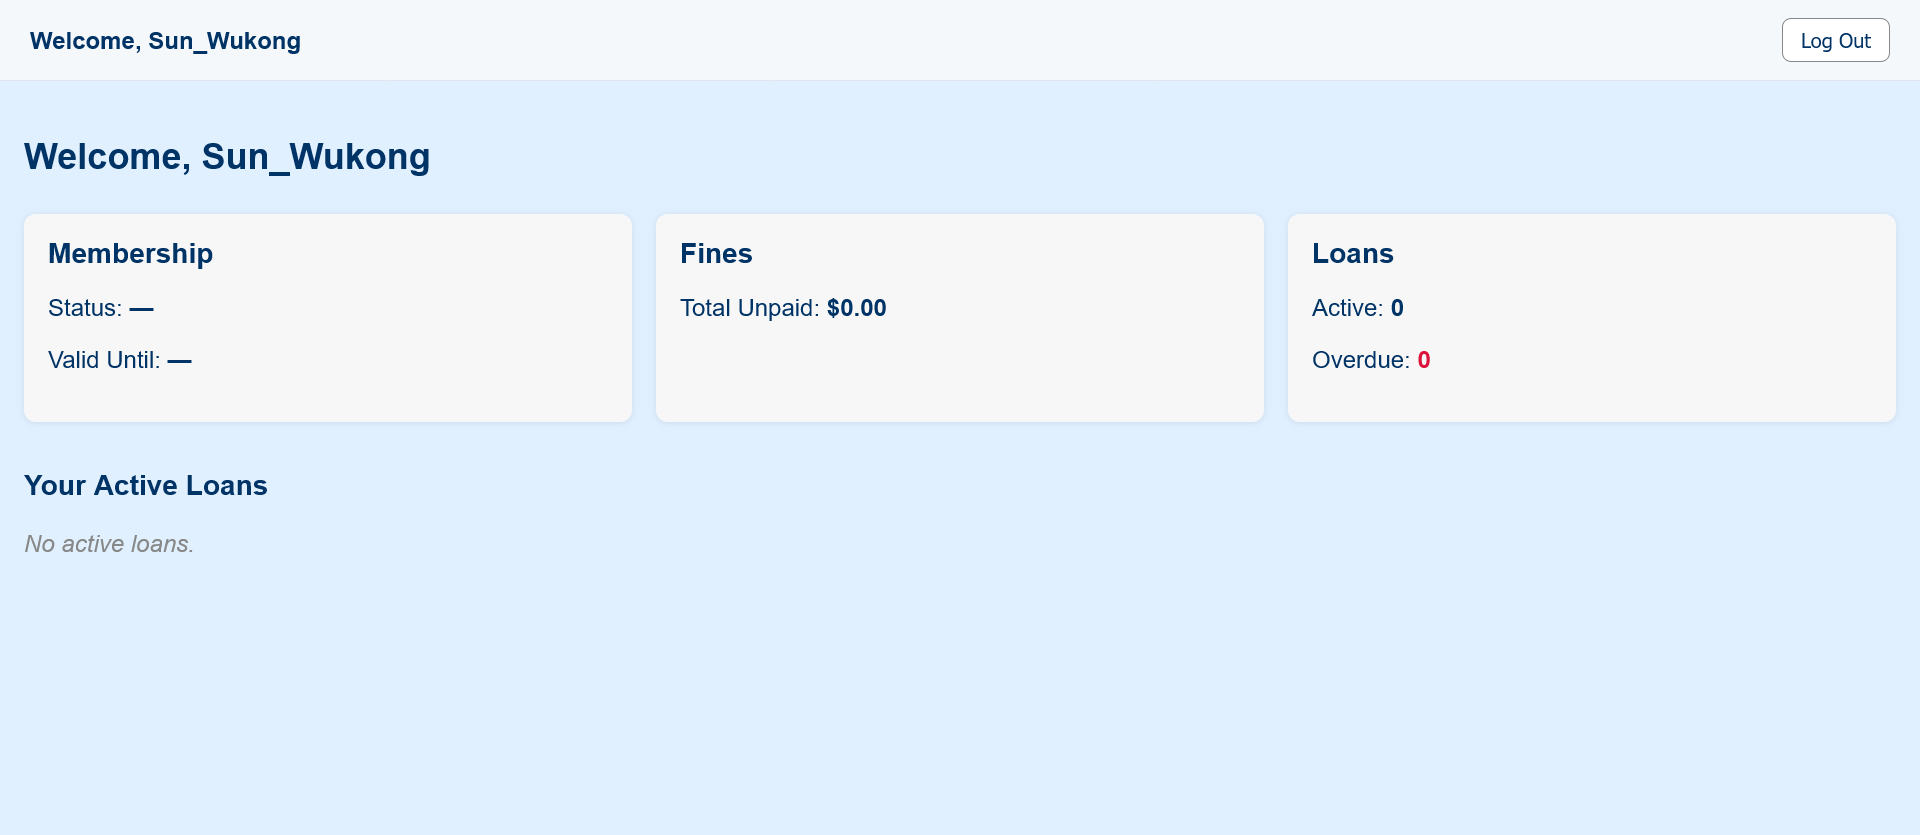 Welcome, Sun_Wukong
Log Out
Welcome, Sun_Wukong
Membership
Status: —
Valid Until: —
Fines
Total Unpaid: $0.00
Loans
Active: 0
Overdue: 0
Your Active Loans
No active loans.